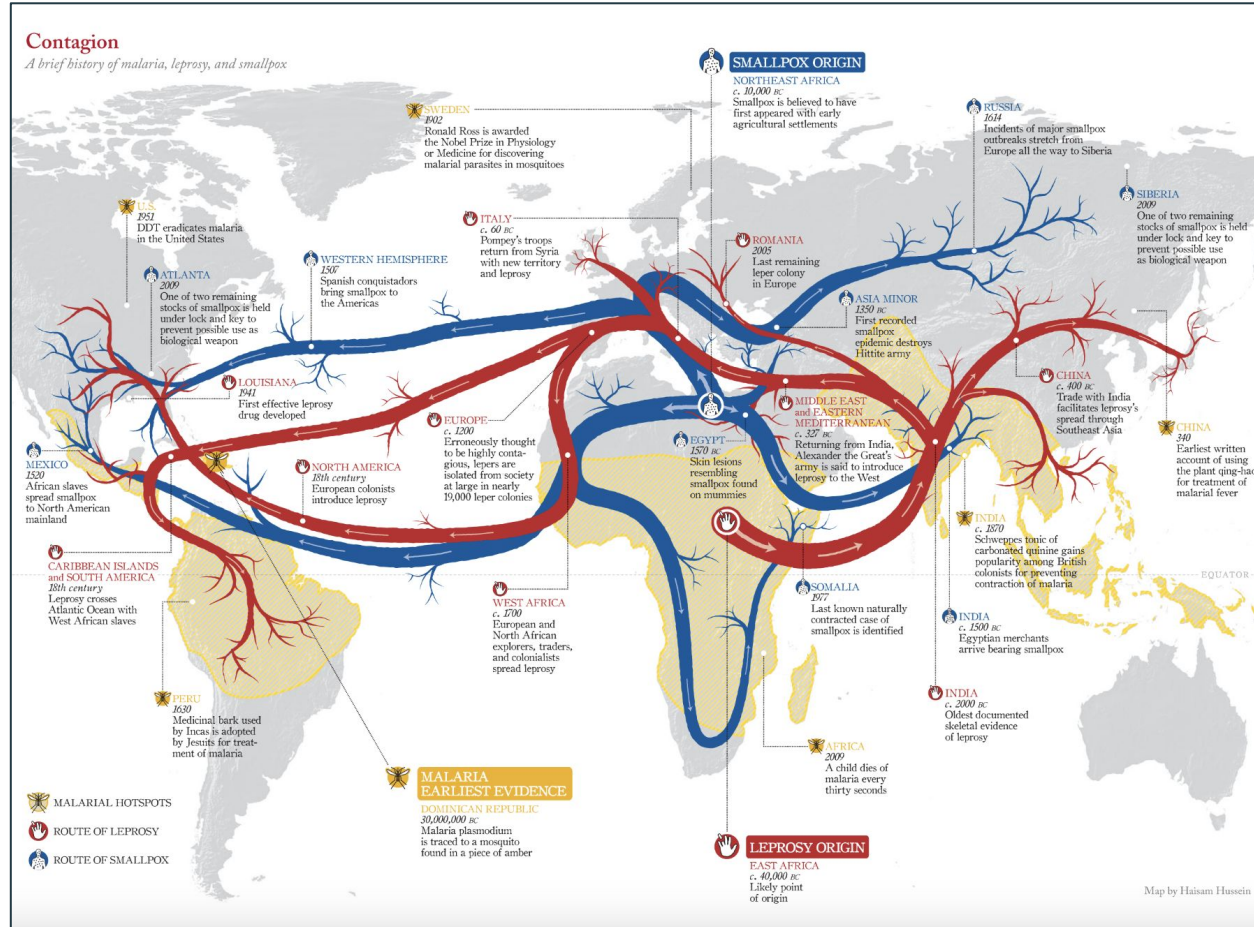 Contagion
A brief history of malaria, leprosy, and smallpox
SMALLPOX ORIGIN
NORTHEAST AFRICA
c. 10,000 BC
Smallpox is believed to have
first appeared with early
agricultural settlements
SWEDEN
1902
Ronald Ross is awarded
the Nobel Prize in Physiology
or Medicine for discovering
malarial parasites in mosquitoes
RUSSIA
1614
Incidents of major smallpox
outbreaks stretch from
Europe all the way to Siberia
SIBERIA
2009
One of two remaining
stocks of smallpox is held
under lock and key to
prevent possible use
as biological weapon
U.S.
1951
DDT eradicates malaria
in the United States
ITALY
c. 60 BC
Pompey's troops
return from Syria
with new territory
and leprosy
ROMANIA
2005
Last remaining
leper colony
in Europe
ATLANTA
2009
One of two remaining
stocks of smallpox is held
under lock and key to
prevent possible use as
biological weapon
WESTERN HEMISPHERE
1507
Spanish conquistadors
bring smallpox to
the Americas
ASIA MINOR
1350 BC
First recorded
smallpox
epidemic destroys
Hittite army
LOUISIANA
1941
First effective leprosy
drug developed
CHINA
c. 400 BC
Trade with India
facilitates leprosy's
spread through
Southeast Asia
EUROPE
c. 1200
Erroneously thought
to be highly conta-
gious, lepers are
isolated from society
at large in nearly
19,000 leper colonies
MIDDLE EAST
and EASTERN
MEDITERRANEAN
c. 327 BC
Returning from India,
Alexander the Great's
army is said to introduce
leprosy to the West
CHINA
340
Earliest written
account of using
the plant qing-hao
for treatment of
malarial fever
EGYPT
1570 BC
Skin lesions
resembling
smallpox found
on mummies
MEXICO
1520
African slaves
spread smallpox
to North American
mainland
NORTH AMERICA
18th century
European colonists
introduce leprosy
INDIA
c. 1870
Schweppes tonic of
carbonated quinine gains
popularity among British
colonists for preventing
contraction of malaria
CARIBBEAN ISLANDS
and SOUTH AMERICA
18th century
Leprosy crosses
Atlantic Ocean with
West African slaves
EQUATOR
WEST AFRICA
c. 1700
European and
North African
explorers, traders,
and colonialists
spread leprosy
SOMALIA
1977
Last known naturally
contracted case of
smallpox is identified
INDIA
c. 1500 BC
Egyptian merchants
arrive bearing smallpox
PERU
1630
Medicinal bark used
by Incas is adopted
by Jesuits for treat-
ment of malaria
INDIA
c. 2000 BC
Oldest documented
skeletal evidence
of leprosy
AFRICA
2009
A child dies of
malaria every
thirty seconds
MALARIA
EARLIEST EVIDENCE
DOMINICAN REPUBLIC
30,000,000 BC
Malaria plasmodium
is traced to a mosquito
found in a piece of amber
LEPROSY ORIGIN
EAST AFRICA
c. 40,000 BC
Likely point
of origin
MALARIAL HOTSPOTS
ROUTE OF LEPROSY
ROUTE OF SMALLPOX
Map by Haisam Hussein